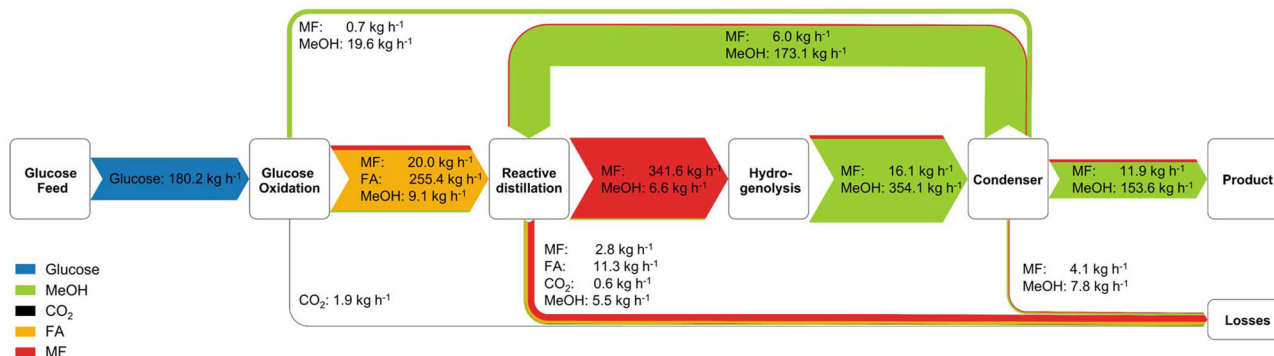 MF: 0.7 kg h⁻¹
MeOH: 19.6 kg h⁻¹
MF: 6.0 kg h⁻¹
MeOH: 173.1 kg h⁻¹
Glucose
Feed
Glucose: 180.2 kg h⁻¹
Glucose
Oxidation
MF: 20.0 kg h⁻¹
FA: 255.4 kg h⁻¹
MeOH: 9.1 kg h⁻¹
Reactive
distillation
MF: 341.6 kg h⁻¹
MeOH: 6.6 kg h⁻¹
Hydro-
genolysis
MF: 16.1 kg h⁻¹
MeOH: 354.1 kg h⁻¹
Condenser
MF: 11.9 kg h⁻¹
MeOH: 153.6 kg h⁻¹
Product
MF: 2.8 kg h⁻¹
FA: 11.3 kg h⁻¹
CO₂: 0.6 kg h⁻¹
MeOH: 5.5 kg h⁻¹
MF: 4.1 kg h⁻¹
MeOH: 7.8 kg h⁻¹
CO₂: 1.9 kg h⁻¹
Losses
Glucose
MeOH
CO₂
FA
MF